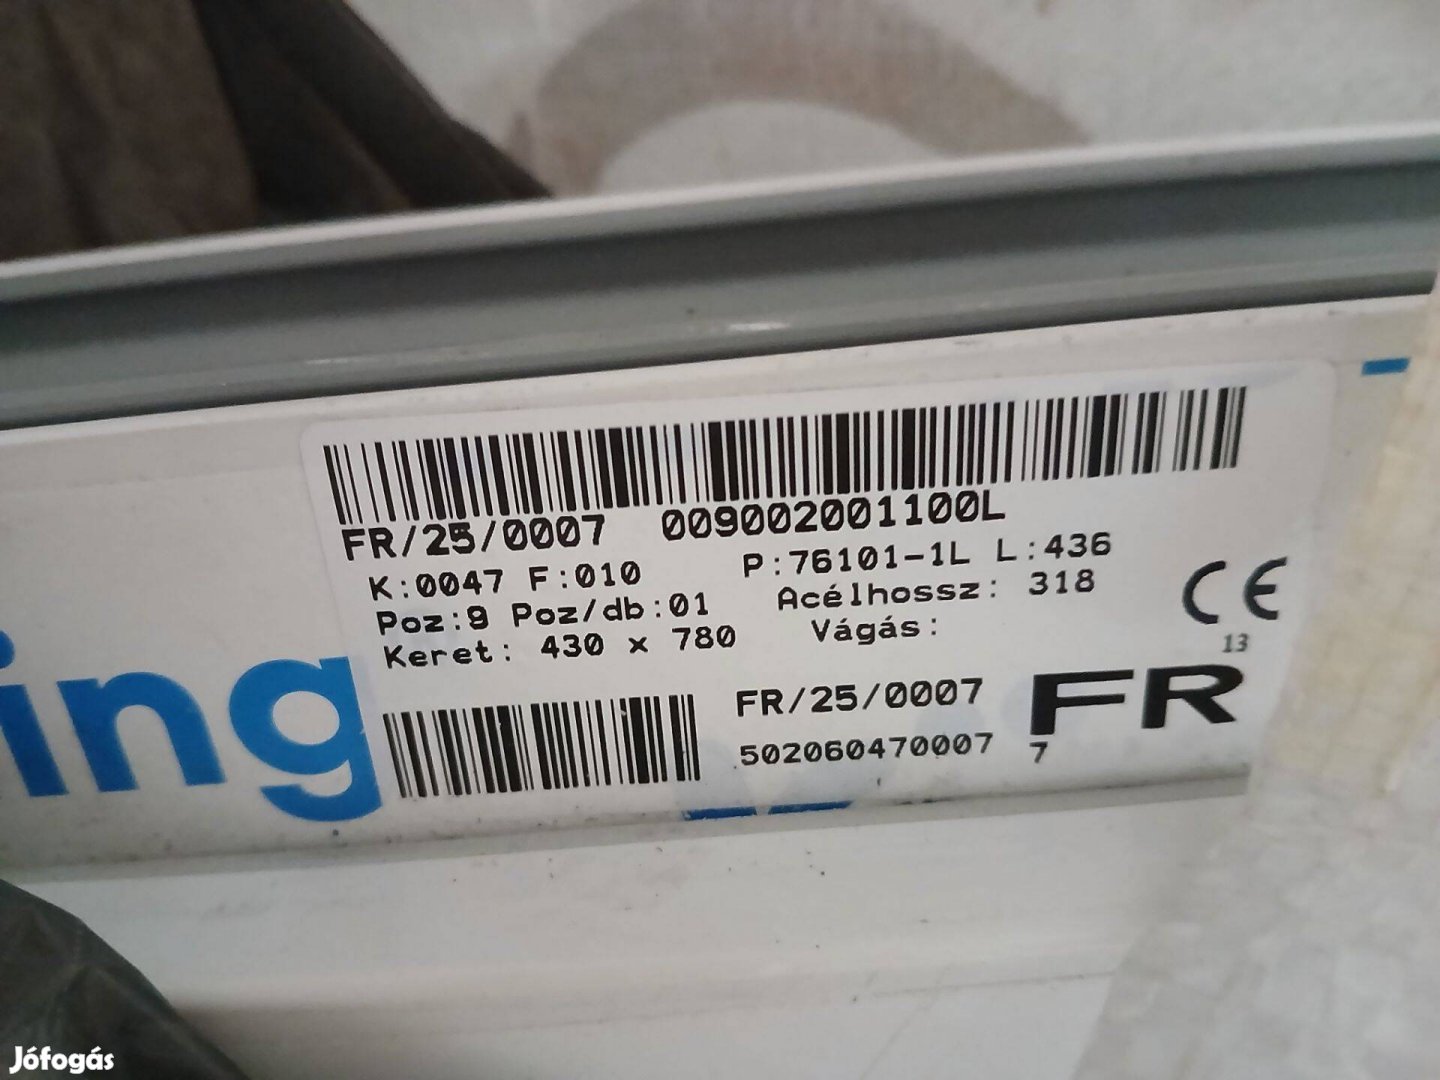 FR/25/0007 009002001100L
K:0047 F:010 P:76101-1L L:436
Poz:9 Poz/db:01 Acélhossz: 318
Keret: 430 x 780 Vágás:
CE
13
FR/25/0007 FR
502060470007 7
ing
Jófogás